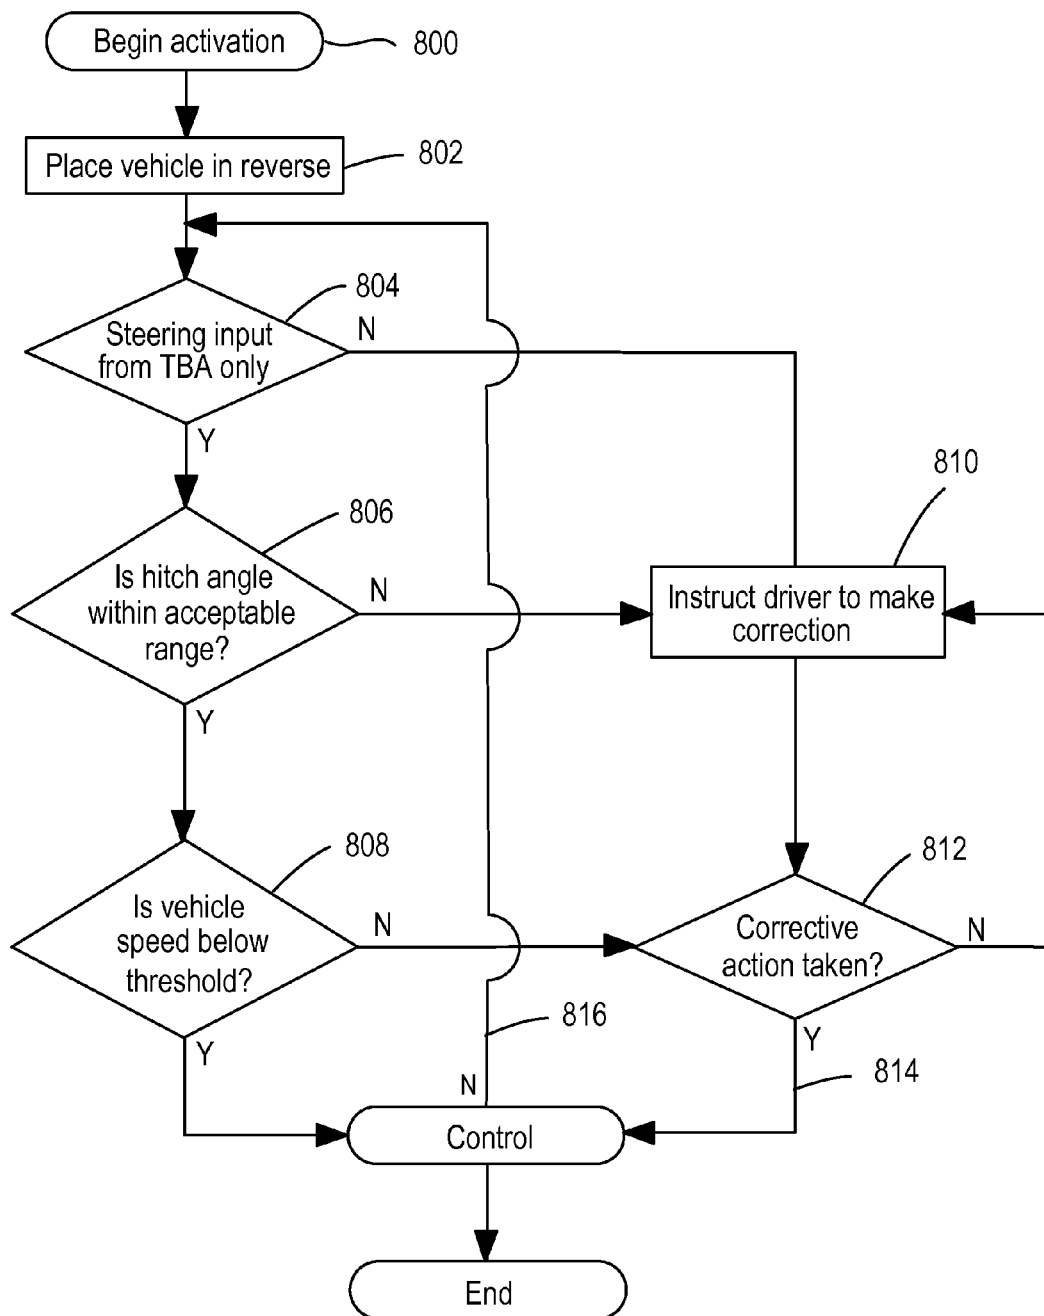 Begin activation
800
Place vehicle in reverse
802
804
Steering input
from TBA only
N
Y
810
806
Is hitch angle
within acceptable
range?
N
Instruct driver to make
correction
Y
808
812
Is vehicle
speed below
threshold?
N
Corrective
action taken?
N
816
Y
Y
814
N
Control
End